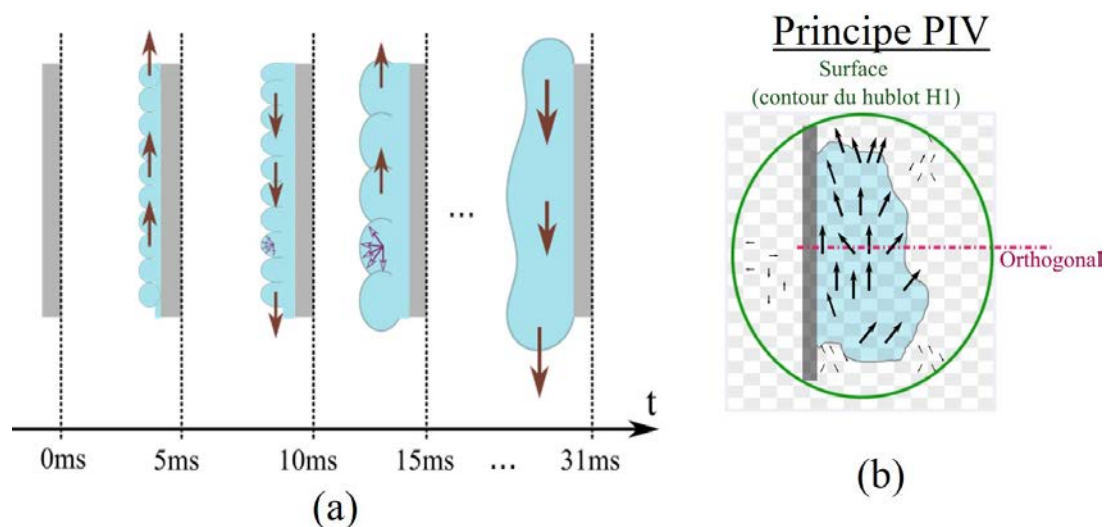 0ms 5ms 10ms 15ms ... 31ms
...
t
(a)
Principe PIV
Surface
(contour du hublot H1)
Orthogonal
(b)